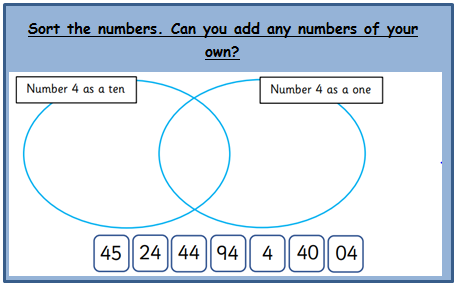 Sort the numbers. Can you add any numbers of your
own?
Number 4 as a ten
Number 4 as a one
45 24 44 94 4 40 04